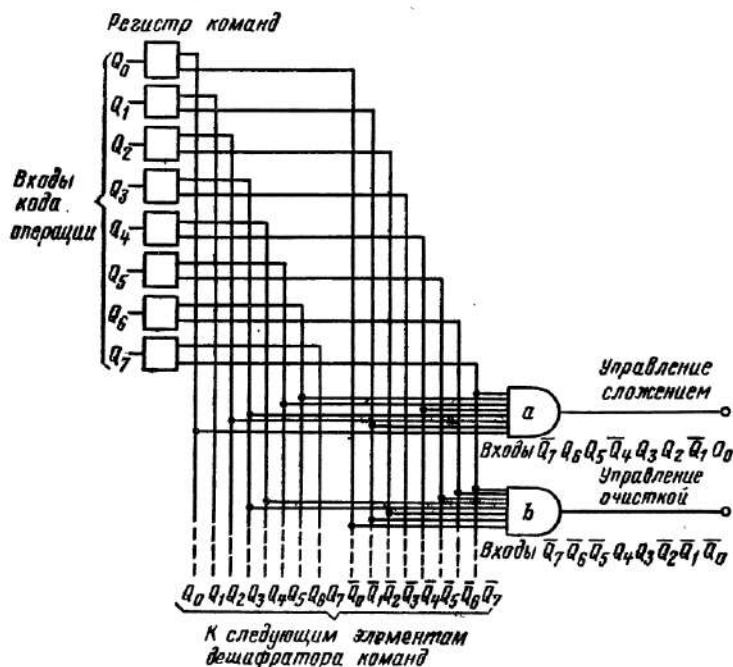 Регистр команд
Q₀
Q₁
Q₂
Q₃
Q₄
Q₅
Q₆
Q₇
Входы
кода
операции
a
Управление
сложением
Входы Q̅₇ Q₆ Q₅ Q̅₄ Q₃ Q₂ Q̅₁ Q₀
Управление
очисткой
b
Входы Q̅₇ Q̅₆ Q̅₅ Q₄ Q₃ Q̅₂ Q̅₁ Q̅₀
Q₀ Q₁ Q₂ Q₃ Q₄ Q₅ Q₆ Q₇ Q̅₀ Q̅₁ Q̅₂ Q̅₃ Q̅₄ Q̅₅ Q̅₆ Q̅₇
К следующим элементам
дешафратора команд